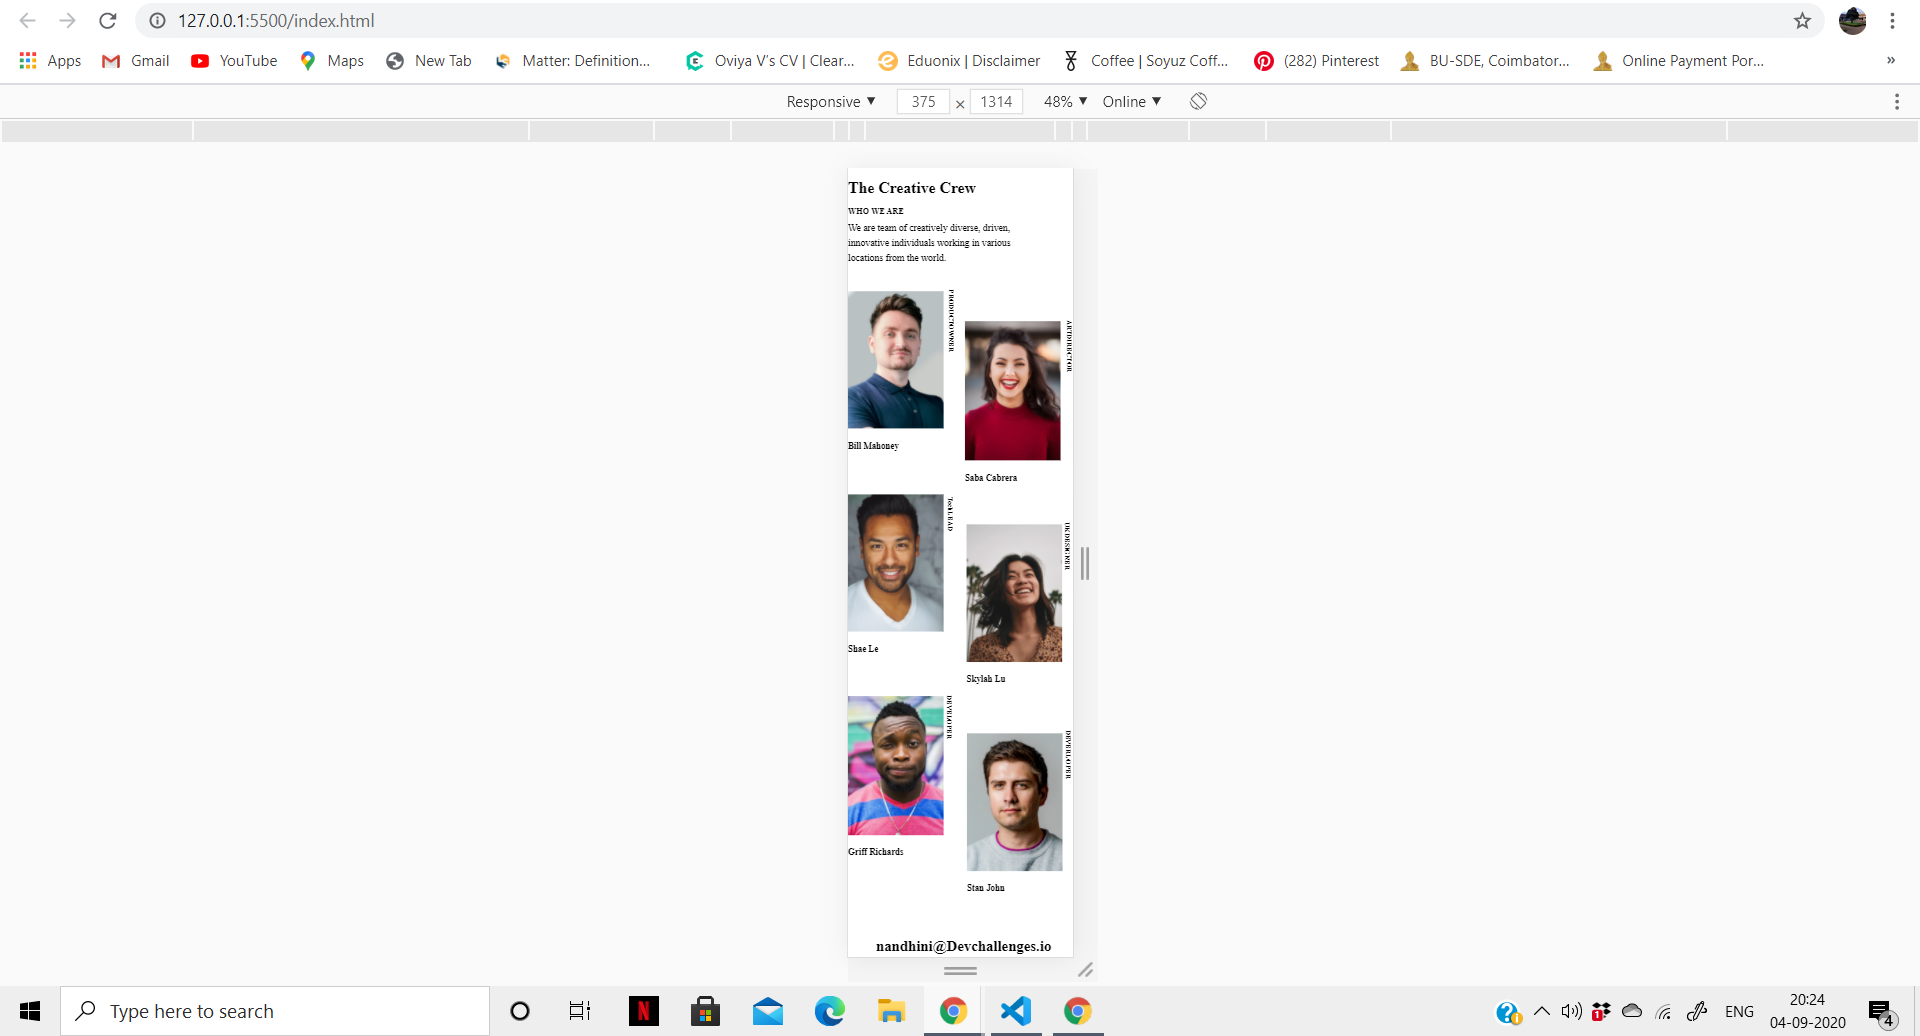 127.0.0.1:5500/index.html
Apps Gmail YouTube Maps New Tab Matter: Definition... Oviya V's CV | Clear... Eduonix | Disclaimer Coffee | Soyuz Coff... (282) Pinterest BU-SDE, Coimbator... Online Payment Por... »
Responsive ▼ 375 × 1314 48% ▼ Online ▼
The Creative Crew
WHO WE ARE
We are team of creatively diverse, driven,
innovative individuals working in various
locations from the world.
PRODUCTOWNER
ARTDIRECTOR
Bill Mahoney
Saba Cabrera
TechLEAD
UKDESIGNER
Shae Le
Skylah Lu
DEVELOPER
DEVERLOPER
Griff Richards
Stan John
nandhini@Devchallenges.io
Type here to search
ENG
20:24
04-09-2020
1
4